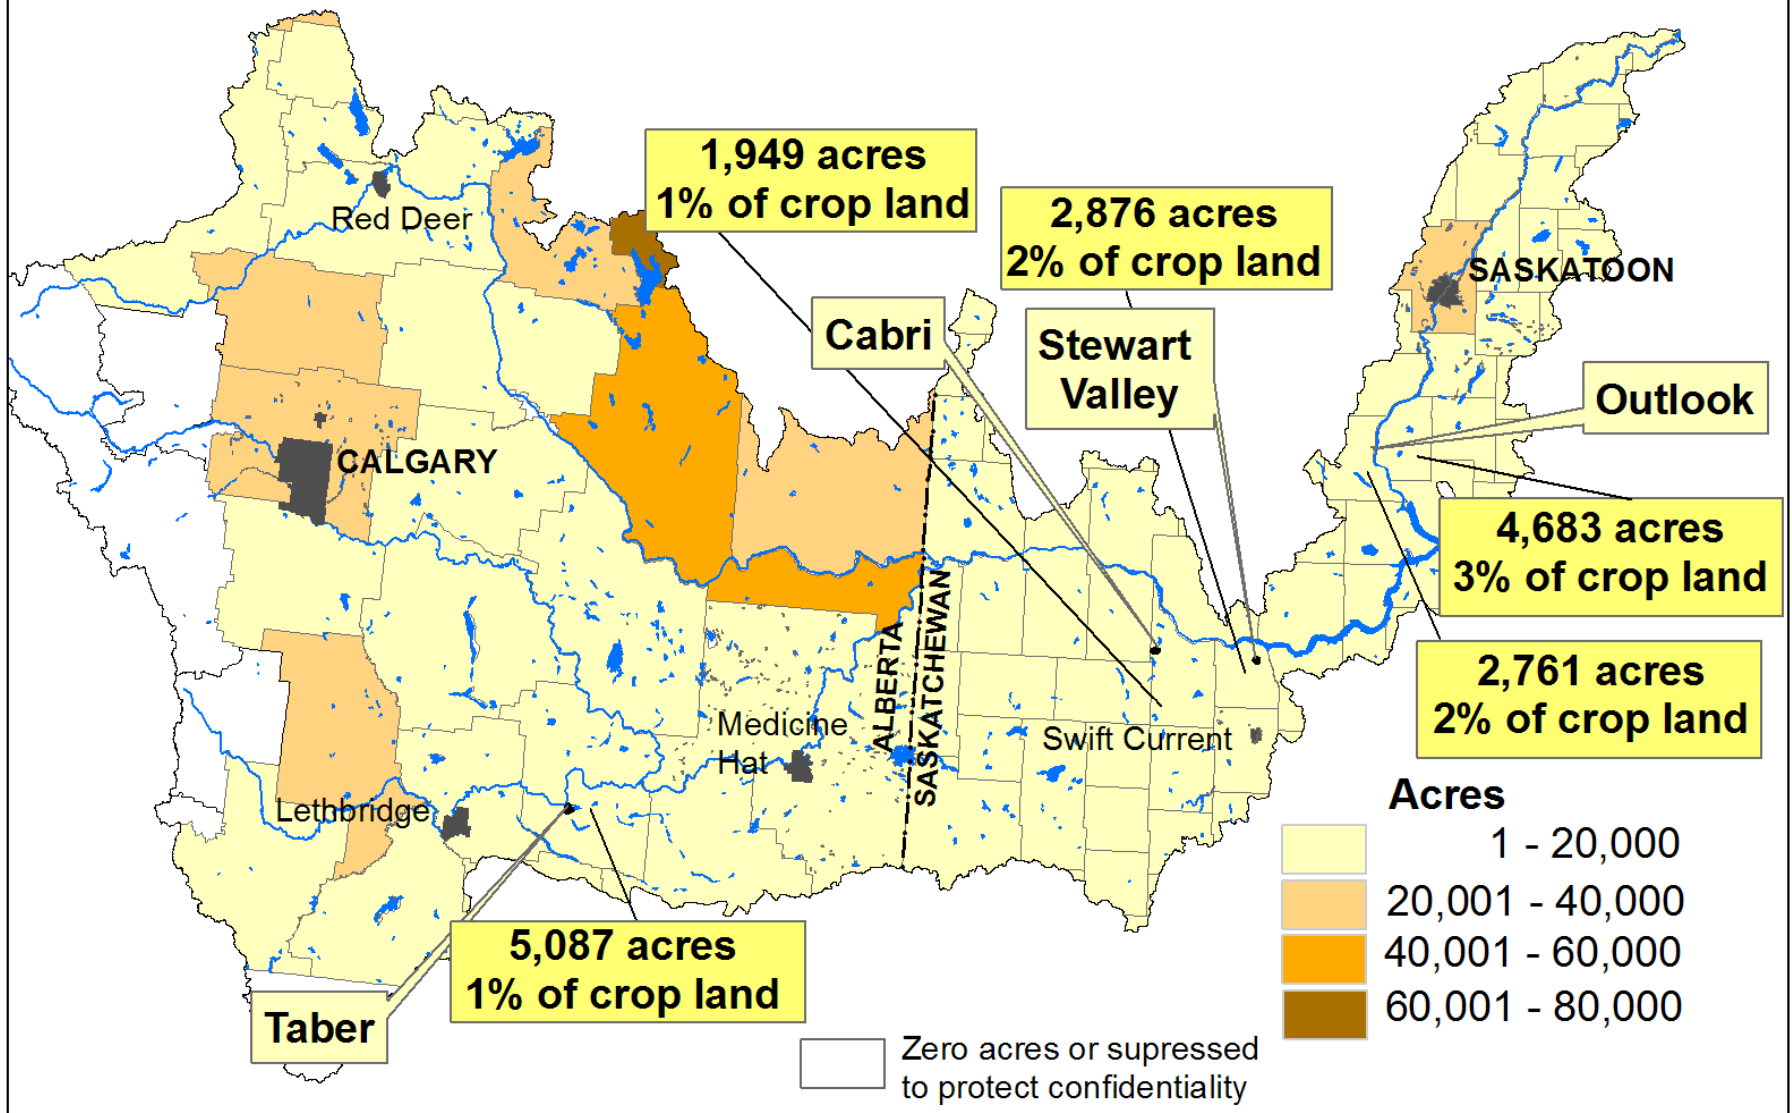 1,949 acres
1% of crop land
2,876 acres
2% of crop land
Red Deer
SASKATOON
Cabri
Stewart
Valley
Outlook
CALGARY
4,683 acres
3% of crop land
ALBERTA
SASKATCHEWAN
2,761 acres
2% of crop land
Medicine
Hat
Swift Current
Lethbridge
5,087 acres
1% of crop land
Taber
Acres
1 - 20,000
20,001 - 40,000
40,001 - 60,000
60,001 - 80,000
Zero acres or supressed
to protect confidentiality